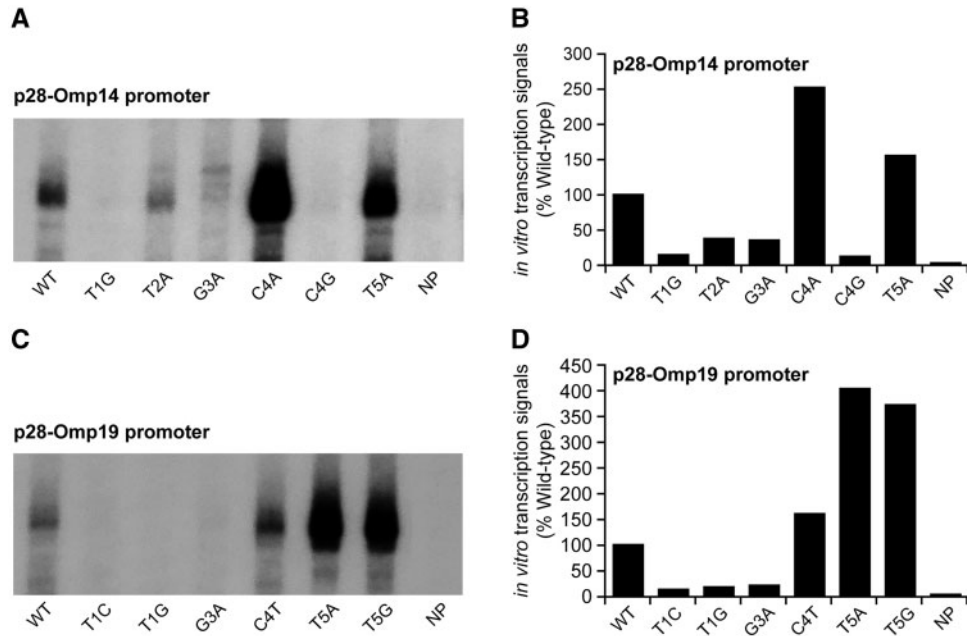 A
p28-Omp14 promoter
WT T1G T2A G3A C4A C4G T5A NP
B
p28-Omp14 promoter
in vitro transcription signals
(% Wild-type)
300
250
200
150
100
50
0
WT T1G T2A G3A C4A C4G T5A NP
C
p28-Omp19 promoter
WT T1C T1G G3A C4T T5A T5G NP
D
p28-Omp19 promoter
in vitro transcription signals
(% Wild-type)
450
400
350
300
250
200
150
100
50
0
WT T1C T1G G3A C4T T5A T5G NP